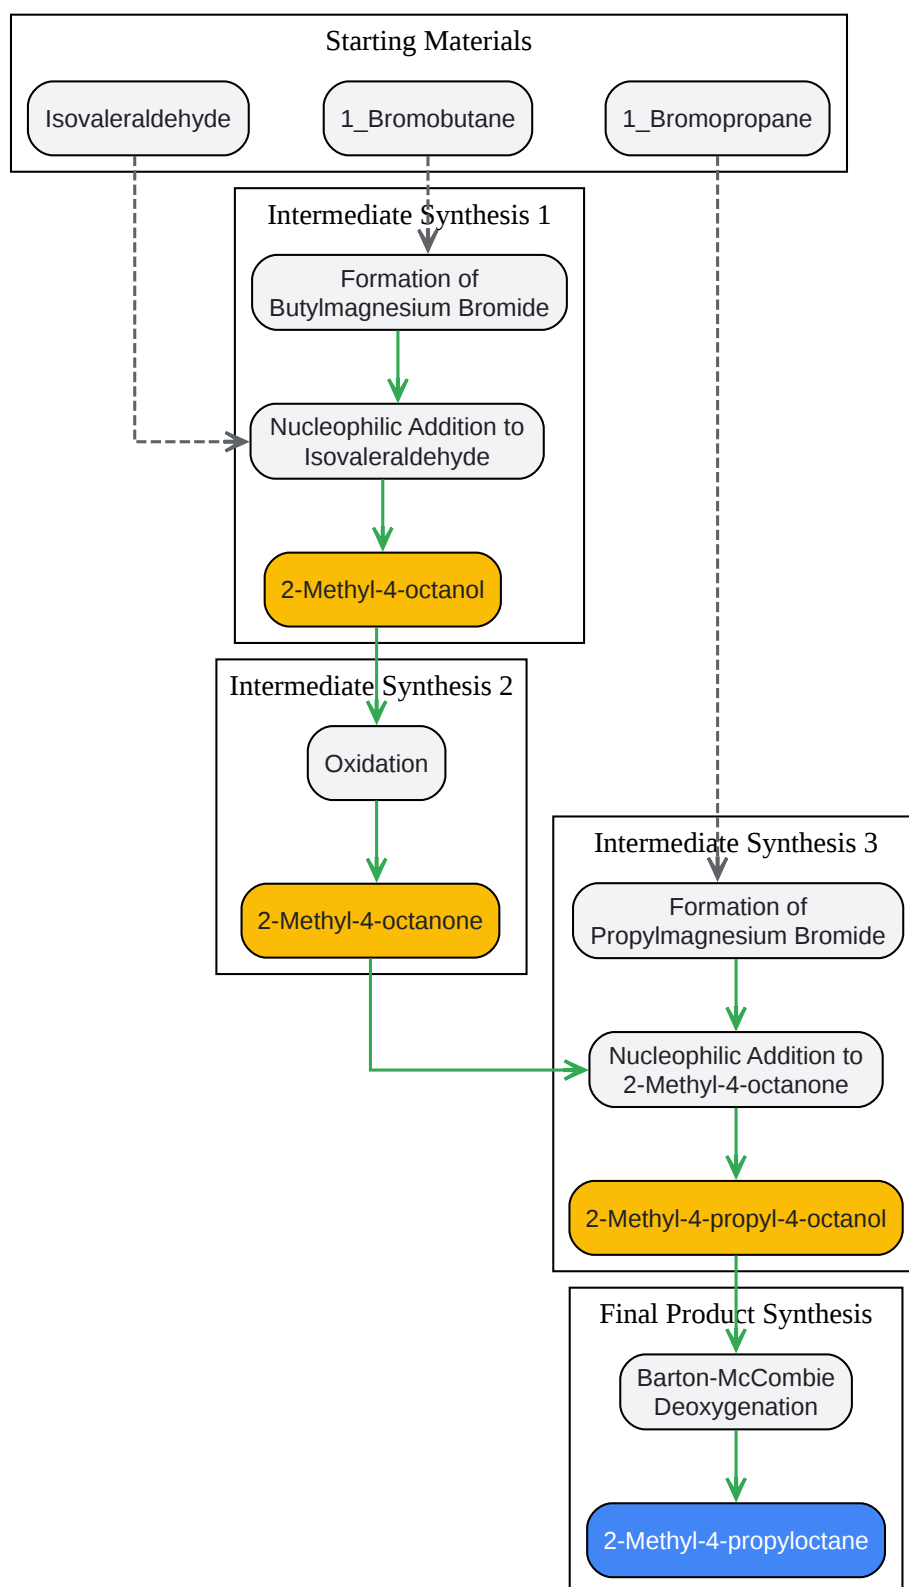 Starting Materials
Isovaleraldehyde
1_Bromobutane
1_Bromopropane
Intermediate Synthesis 1
Formation of
Butylmagnesium Bromide
Nucleophilic Addition to
Isovaleraldehyde
2-Methyl-4-octanol
Intermediate Synthesis 2
Oxidation
2-Methyl-4-octanone
Intermediate Synthesis 3
Formation of
Propylmagnesium Bromide
Nucleophilic Addition to
2-Methyl-4-octanone
2-Methyl-4-propyl-4-octanol
Final Product Synthesis
Barton-McCombie
Deoxygenation
2-Methyl-4-propyloctane